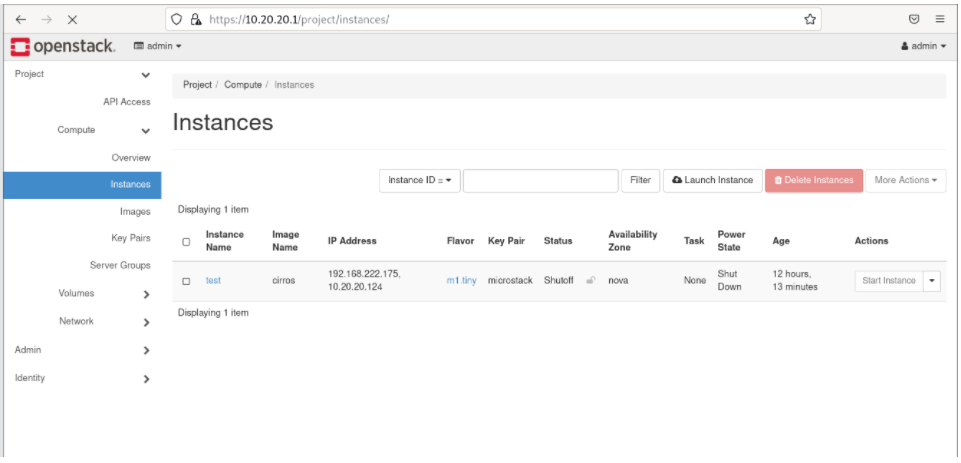 https://10.20.20.1/project/instances/
openstack. admin admin
Project
API Access
Compute
Overview
Instances
Images
Key Pairs
Server Groups
Volumes
Network
Admin
Identity
Project / Compute / Instances
Instances
Instance ID = Filter Launch Instance Delete Instances More Actions
Displaying 1 item
Instance Name Image Name IP Address Flavor Key Pair Status Availability Zone Task Power State Age Actions
test cirros 192.168.222.175, 10.20.20.124 m1.tiny microstack Shutoff nova None Shut Down 12 hours, 13 minutes Start Instance
Displaying 1 item